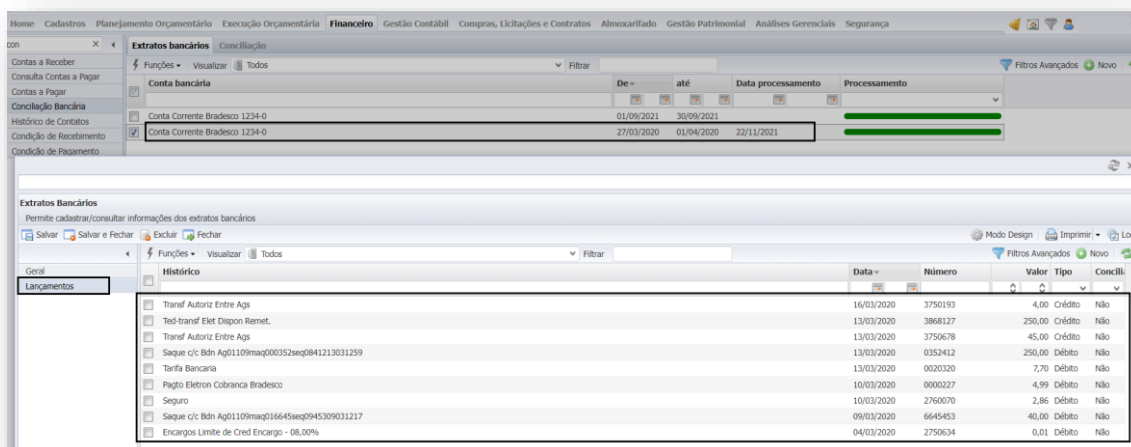 Home Cadastros Planejamento Orçamentário Execução Orçamentária Financeiro Gestão Contábil Compras, Licitações e Contratos Almoxarifado Gestão Patrimonial Análises Gerenciais Segurança
con
Extratos bancários Conciliação
Contas a Receber
Funções Visualizar Todos Filtrar Filtros Avançados Novo
Consulta Contas a Pagar
Conta bancária De até Data processamento Processamento
Contas a Pagar
Conciliação Bancária
Histórico de Contatos
Conta Corrente Bradesco 1234-0 01/09/2021 30/09/2021
Condição de Recebimento
Conta Corrente Bradesco 1234-0 27/03/2020 01/04/2020 22/11/2021
Condição de Pagamento
Extratos Bancários
Permite cadastrar/consultar informações dos extratos bancários
Salvar Salvar e Fechar Excluir Fechar Modo Design Imprimir Lo
Funções Visualizar Todos Filtrar Filtros Avançados Novo
Geral
Histórico Data Número Valor Tipo Concili
Lançamentos
Transf Autoriz Entre Ags 16/03/2020 3750193 4,00 Crédito Não
Ted-transf Elet Dispon Remet. 13/03/2020 3868127 250,00 Crédito Não
Transf Autoriz Entre Ags 13/03/2020 3750678 45,00 Crédito Não
Saque c/c Bdn Ag01109maq000352seq0841213031259 13/03/2020 0352412 250,00 Débito Não
Tarifa Bancaria 13/03/2020 0020320 7,70 Débito Não
Pagto Eletron Cobranca Bradesco 10/03/2020 0000227 4,99 Débito Não
Seguro 10/03/2020 2760070 2,86 Débito Não
Saque c/c Bdn Ag01109maq016645seq0945309031217 09/03/2020 6645453 40,00 Débito Não
Encargos Limite de Cred Encargo - 08,00% 04/03/2020 2750634 0,01 Débito Não